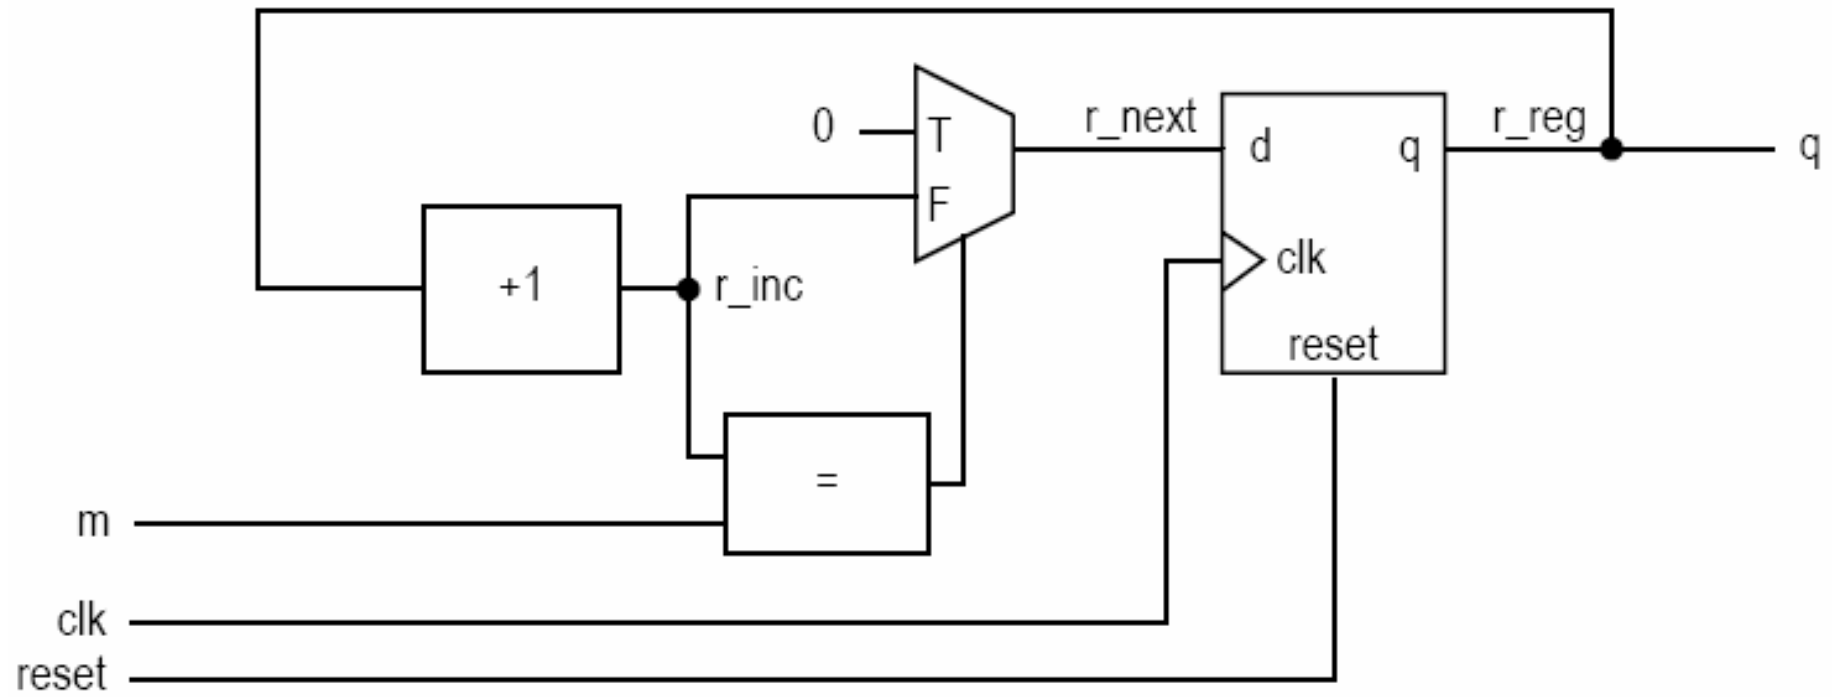 0
T
F
r_next
d
q
r_reg
q
+1
r_inc
clk
reset
=
m
clk
reset